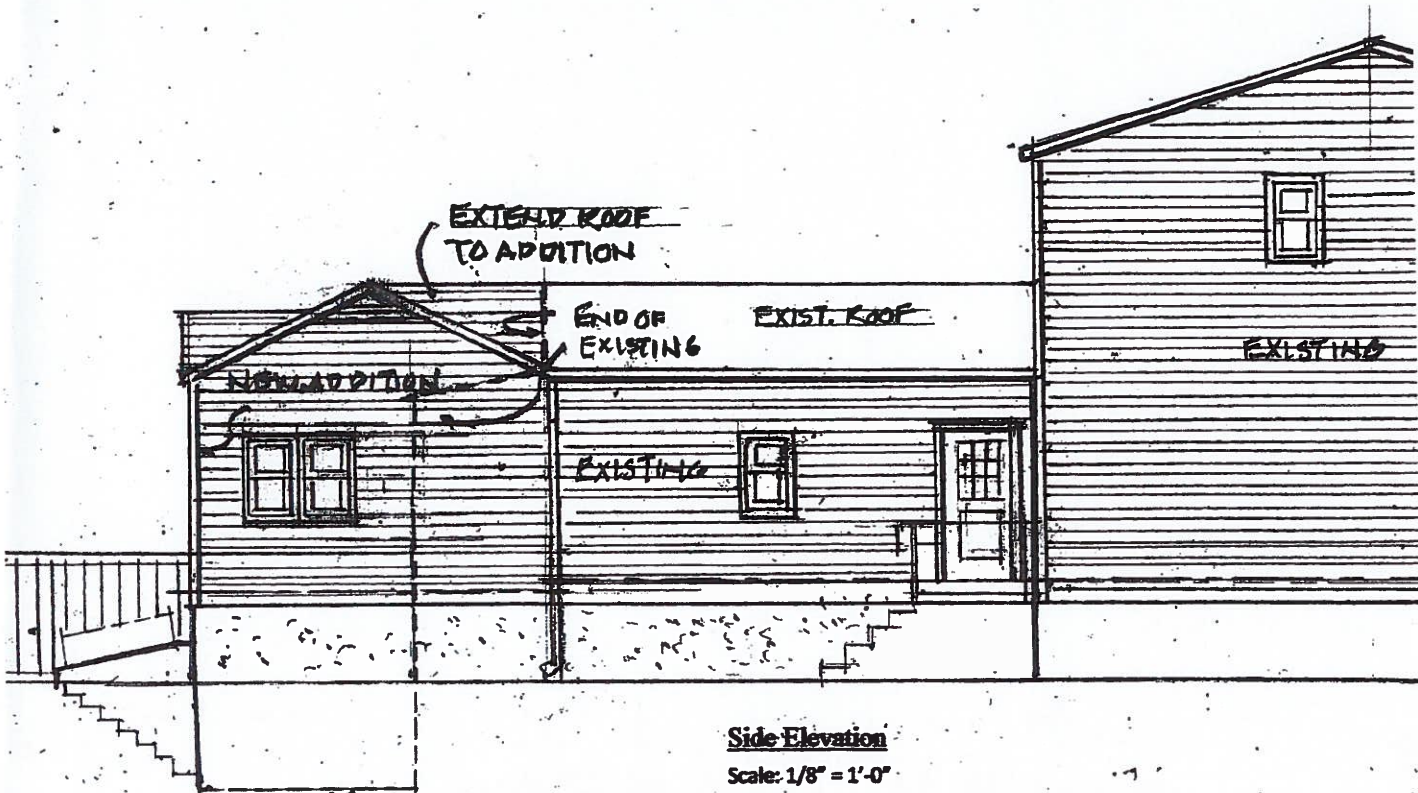 EXTEND ROOF
TO ADDITION
END OF
EXISTING
EXIST. ROOF
EXISTING
NEW ADDITION
EXISTING
Side Elevation
Scale: 1/8" = 1'-0"